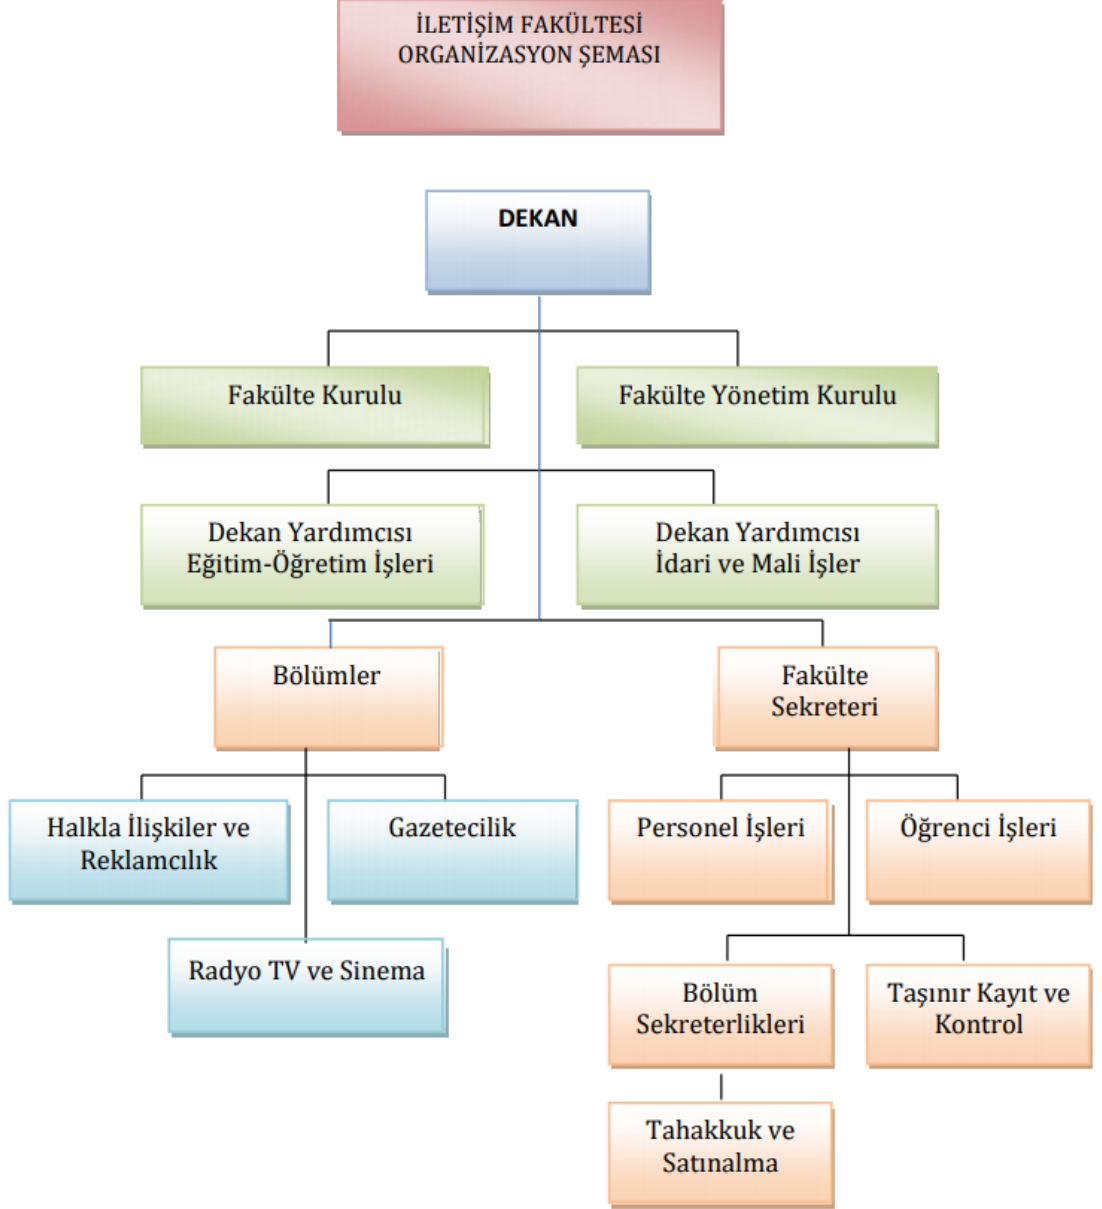 İLETİŞİM FAKÜLTESİ
ORGANİZASYON ŞEMASI
DEKAN
Fakülte Kurulu
Fakülte Yönetim Kurulu
Dekan Yardımcısı
Eğitim-Öğretim İşleri
Dekan Yardımcısı
İdari ve Mali İşler
Bölümler
Fakülte
Sekreteri
Halkla İlişkiler ve
Reklamcılık
Gazetecilik
Personel İşleri
Öğrenci İşleri
Radyo TV ve Sinema
Bölüm
Sekreterlikleri
Taşınır Kayıt ve
Kontrol
Tahakkuk ve
Satınalma